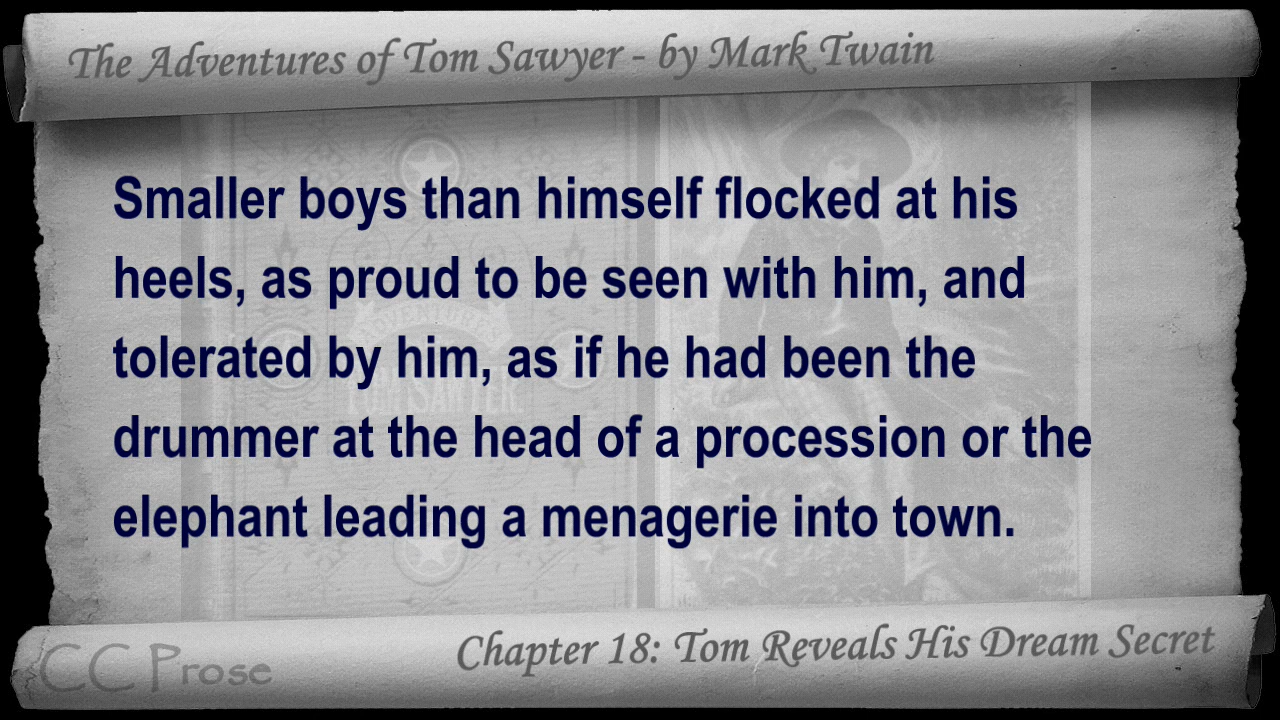 The Adventures of Tom Sawyer - by Mark Twain
Smaller boys than himself flocked at his
heels, as proud to be seen with him, and
tolerated by him, as if he had been the
drummer at the head of a procession or the
elephant leading a menagerie into town.
Chapter 18: Tom Reveals His Dream Secret
CC Prose